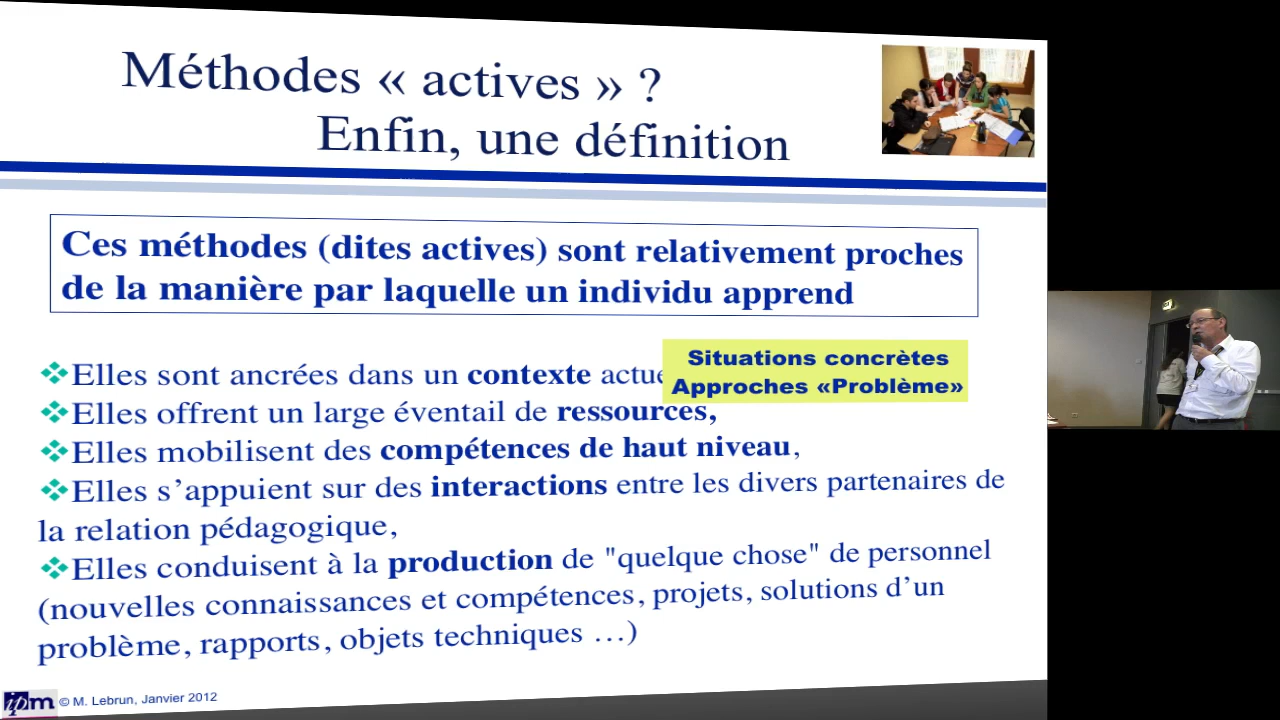 Méthodes « actives » ?
Enfin, une définition
Ces méthodes (dites actives) sont relativement proches
de la manière par laquelle un individu apprend
❖Elles sont ancrées dans un contexte
Situations concrètes
Approches «Problème»
❖Elles offrent un large éventail de ressources,
❖Elles mobilisent des compétences de haut niveau,
❖Elles s’appuient sur des interactions entre les divers partenaires de
la relation pédagogique,
❖Elles conduisent à la production de "quelque chose" de personnel
(nouvelles connaissances et compétences, projets, solutions d’un
problème, rapports, objets techniques …)
ipm © M. Lebrun, Janvier 2012